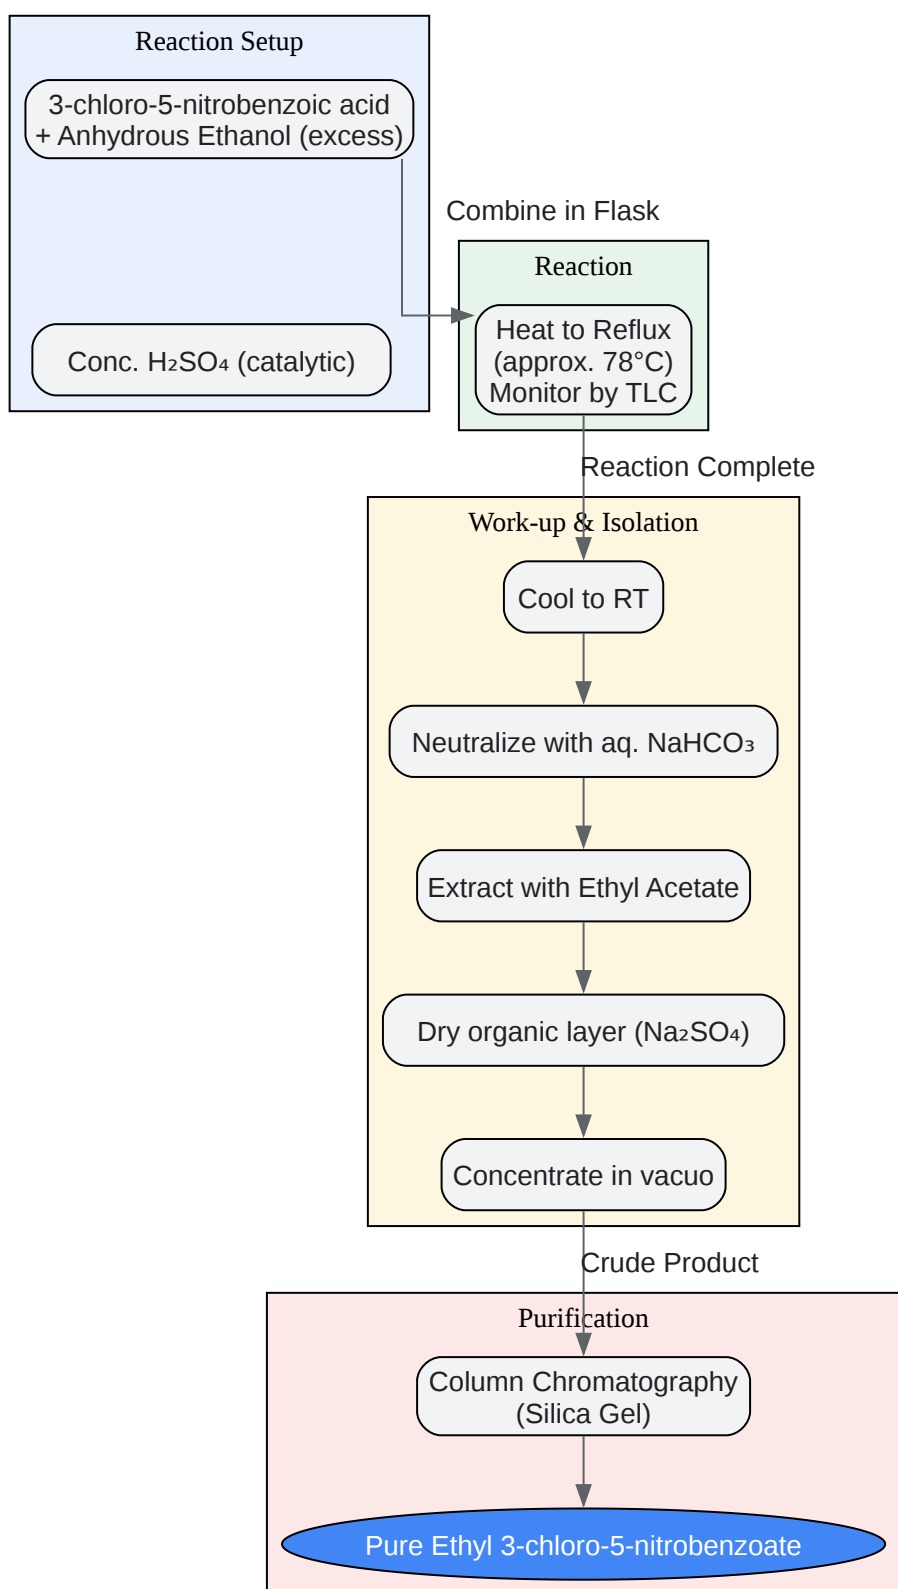 Reaction Setup
3-chloro-5-nitrobenzoic acid
+ Anhydrous Ethanol (excess)
Combine in Flask
Conc. H₂SO₄ (catalytic)
Reaction
Heat to Reflux
(approx. 78°C)
Monitor by TLC
Reaction Complete
Work-up & Isolation
Cool to RT
Neutralize with aq. NaHCO₃
Extract with Ethyl Acetate
Dry organic layer (Na₂SO₄)
Concentrate in vacuo
Crude Product
Purification
Column Chromatography
(Silica Gel)
Pure Ethyl 3-chloro-5-nitrobenzoate